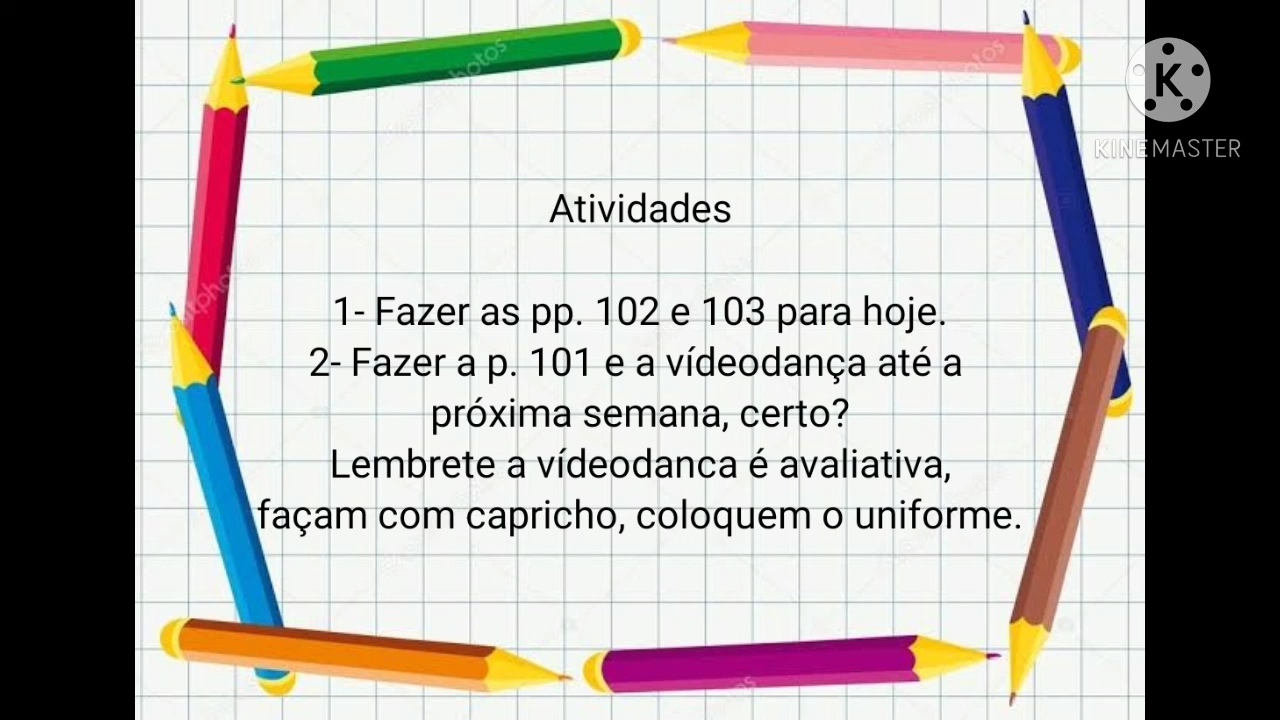 KINEMASTER
Atividades
1- Fazer as pp. 102 e 103 para hoje.
2- Fazer a p. 101 e a vídeodança até a
próxima semana, certo?
Lembrete a vídeodanca é avaliativa,
façam com capricho, coloquem o uniforme.